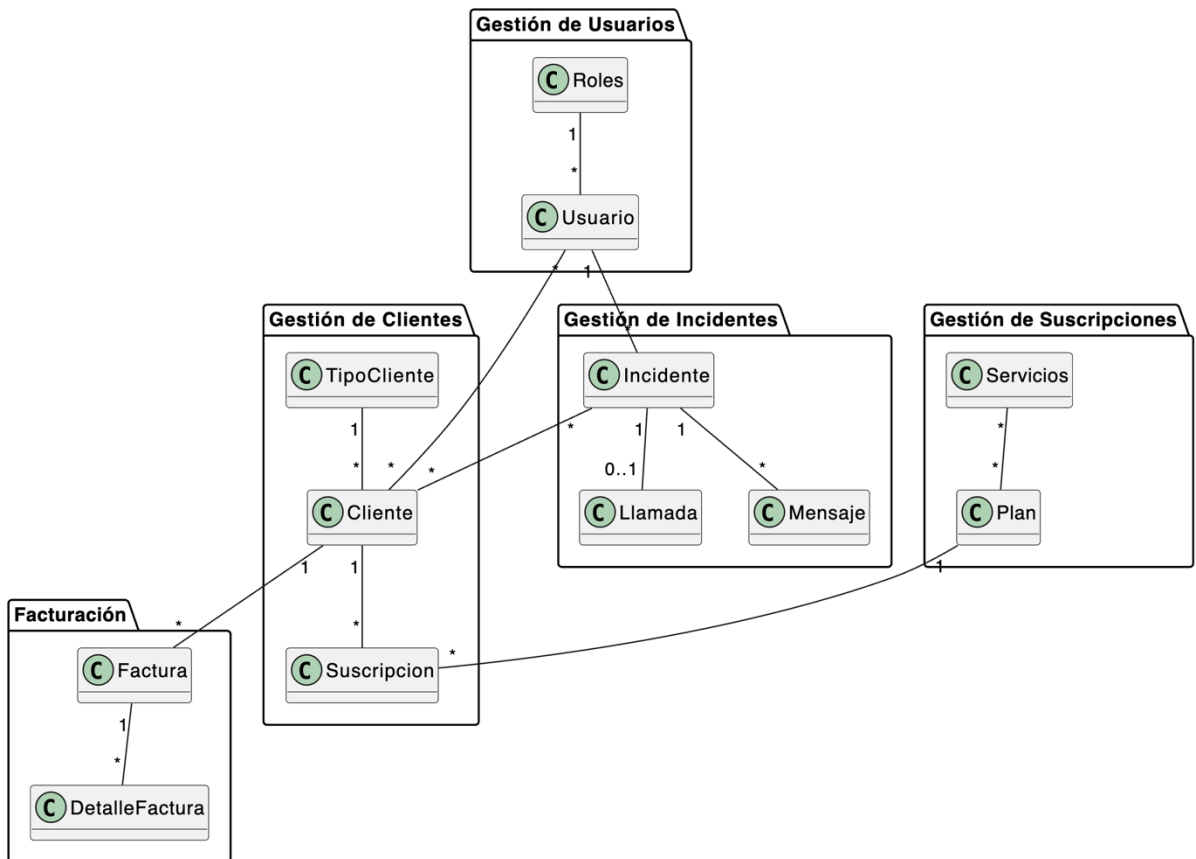 Gestión de Usuarios
C Roles
1
*
C Usuario
* 1
Gestión de Clientes
Gestión de Incidentes
Gestión de Suscripciones
*
C TipoCliente
C Incidente
C Servicios
1
* *
1 1
*
0..1
*
*
C Cliente
C Llamada
C Mensaje
C Plan
1 1
1
Facturación
* *
*
C Factura
C Suscripcion
1
*
C DetalleFactura